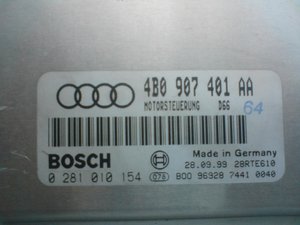 4B0 907 401 AA
MOTORSTEUERUNG D66
64
BOSCH
Made in Germany
28.09.99 28RTE610
0 281 010 154 078 B00 96928 7441 0040